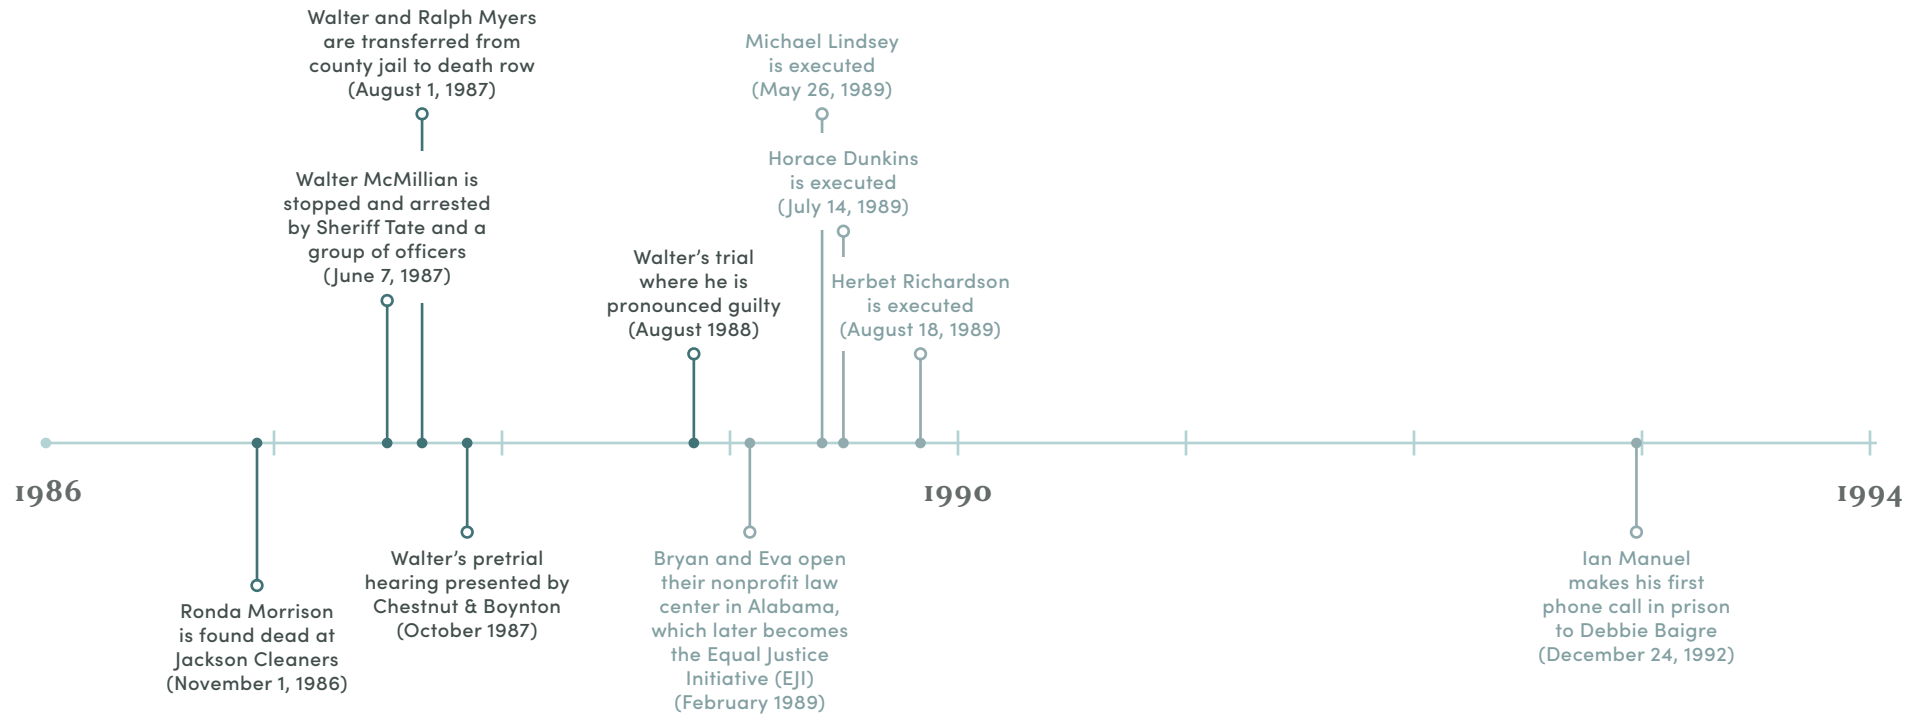 Walter and Ralph Myers
are transferred from
county jail to death row
(August 1, 1987)
Walter McMillian is
stopped and arrested
by Sheriff Tate and a
group of officers
(June 7, 1987)
Michael Lindsey
is executed
(May 26, 1989)
Horace Dunkins
is executed
(July 14, 1989)
Walter’s trial
where he is
pronounced guilty
(August 1988)
Herbet Richardson
is executed
(August 18, 1989)
1986
1990
1994
Ronda Morrison
is found dead at
Jackson Cleaners
(November 1, 1986)
Walter’s pretrial
hearing presented by
Chestnut & Boynton
(October 1987)
Bryan and Eva open
their nonprofit law
center in Alabama,
which later becomes
the Equal Justice
Initiative (EJI)
(February 1989)
Ian Manuel
makes his first
phone call in prison
to Debbie Baigre
(December 24, 1992)